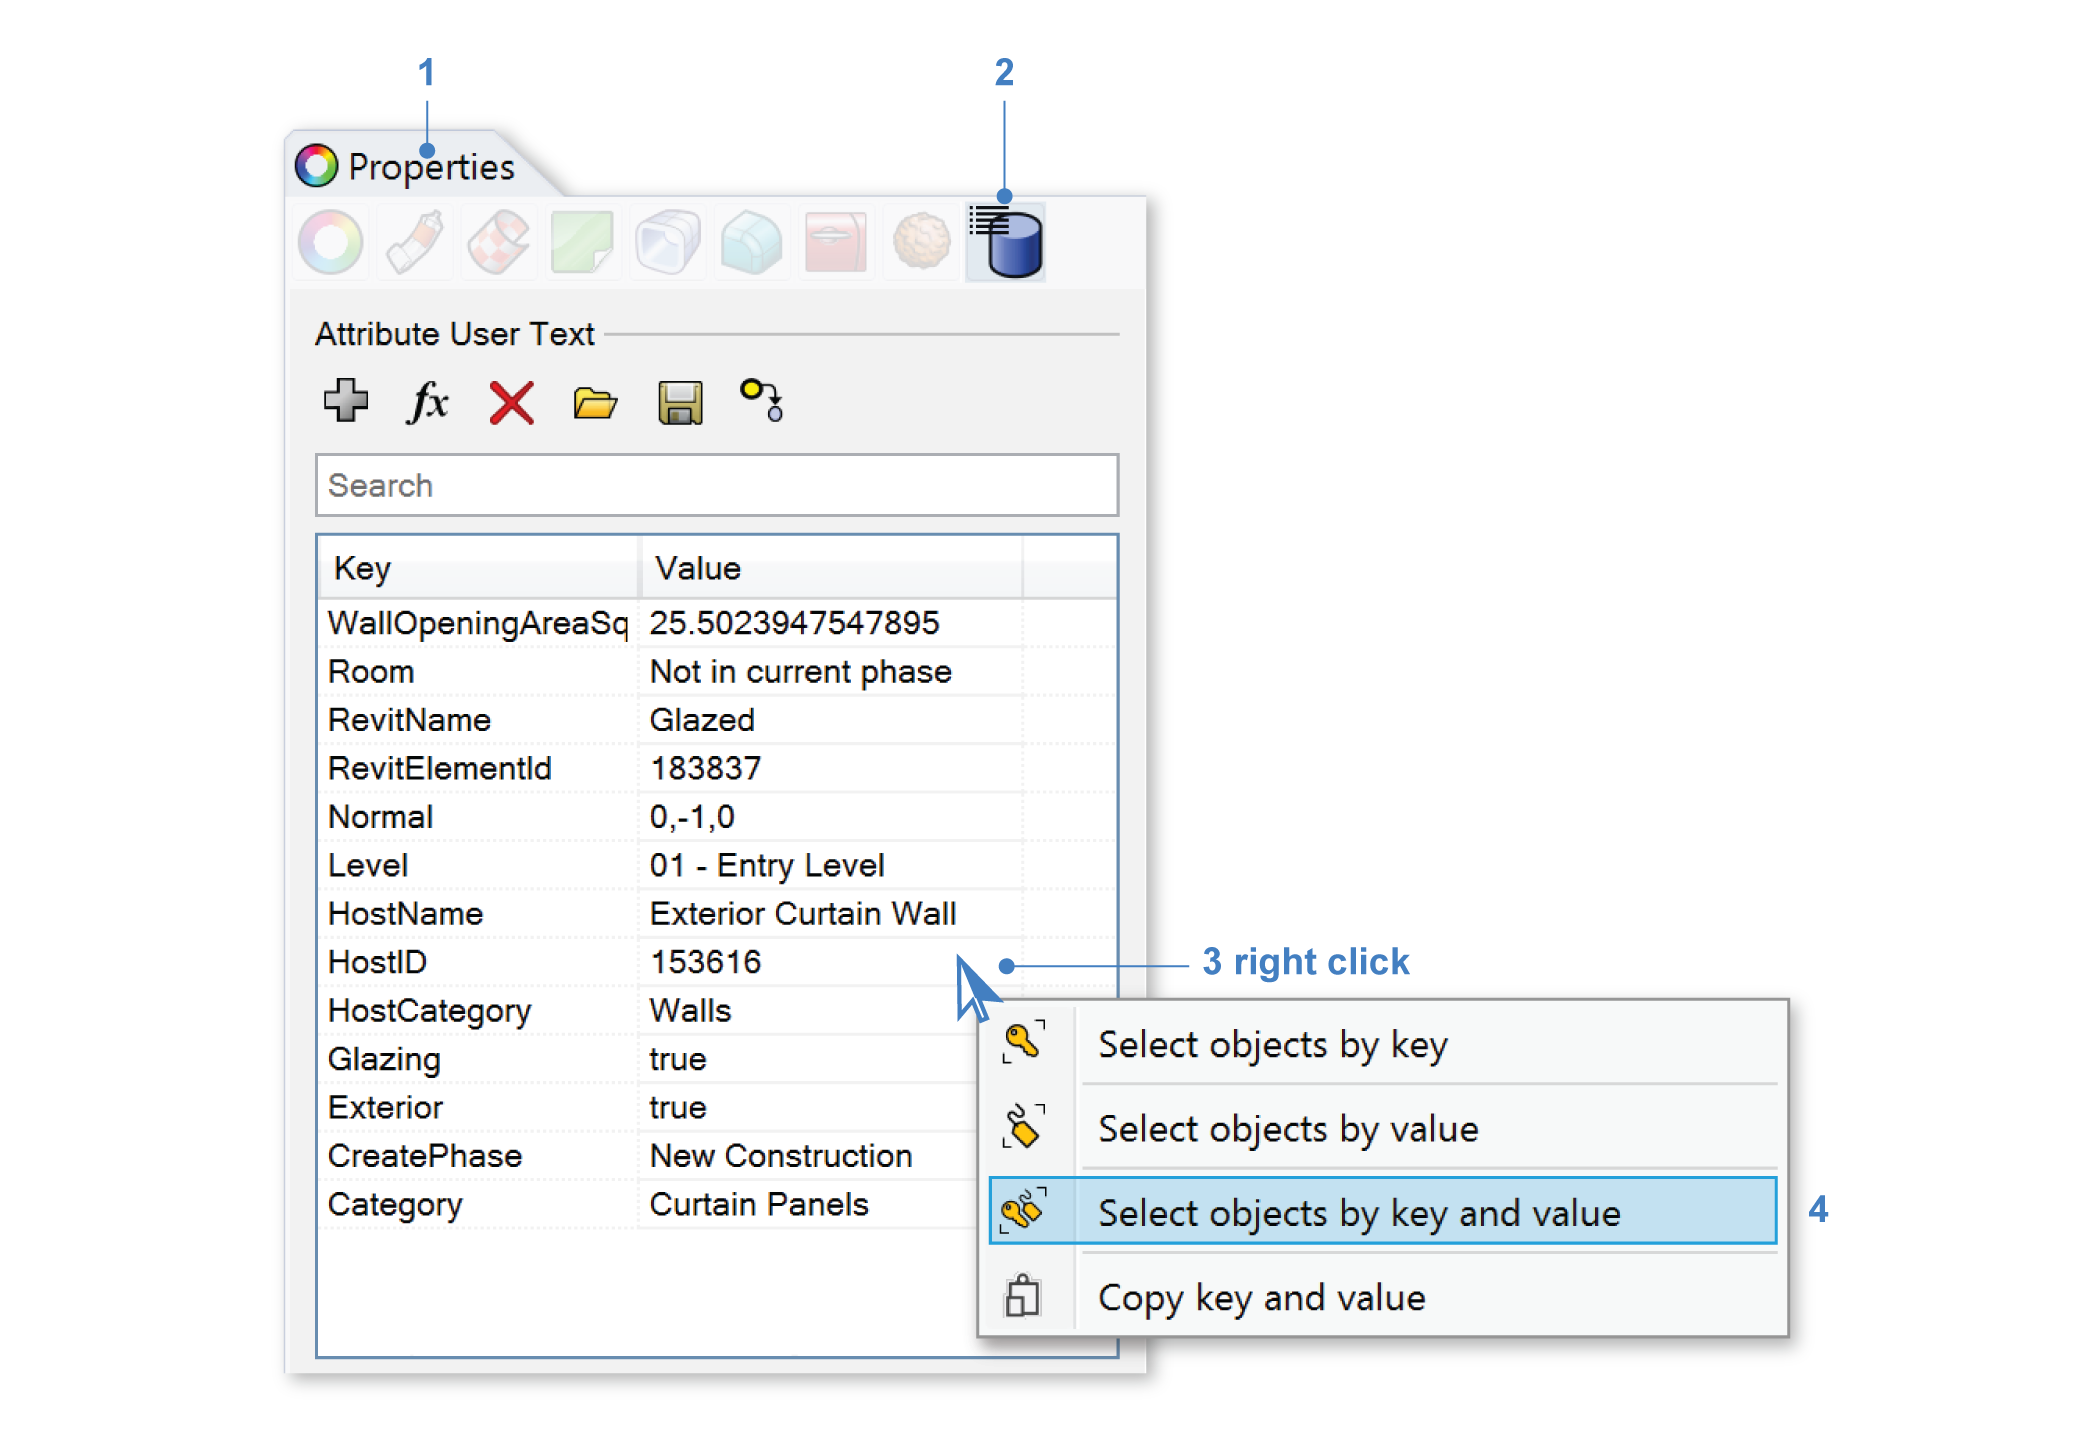 1
2
Properties
Attribute User Text
fx
Search
Key Value
WallOpeningAreaSq 25.5023947547895
Room Not in current phase
RevitName Glazed
RevitElementId 183837
Normal 0,-1,0
Level 01 - Entry Level
HostName Exterior Curtain Wall
HostID 153616
3 right click
HostCategory Walls
Glazing true
Exterior true
CreatePhase New Construction
Category Curtain Panels
Select objects by key
Select objects by value
Select objects by key and value
4
Copy key and value